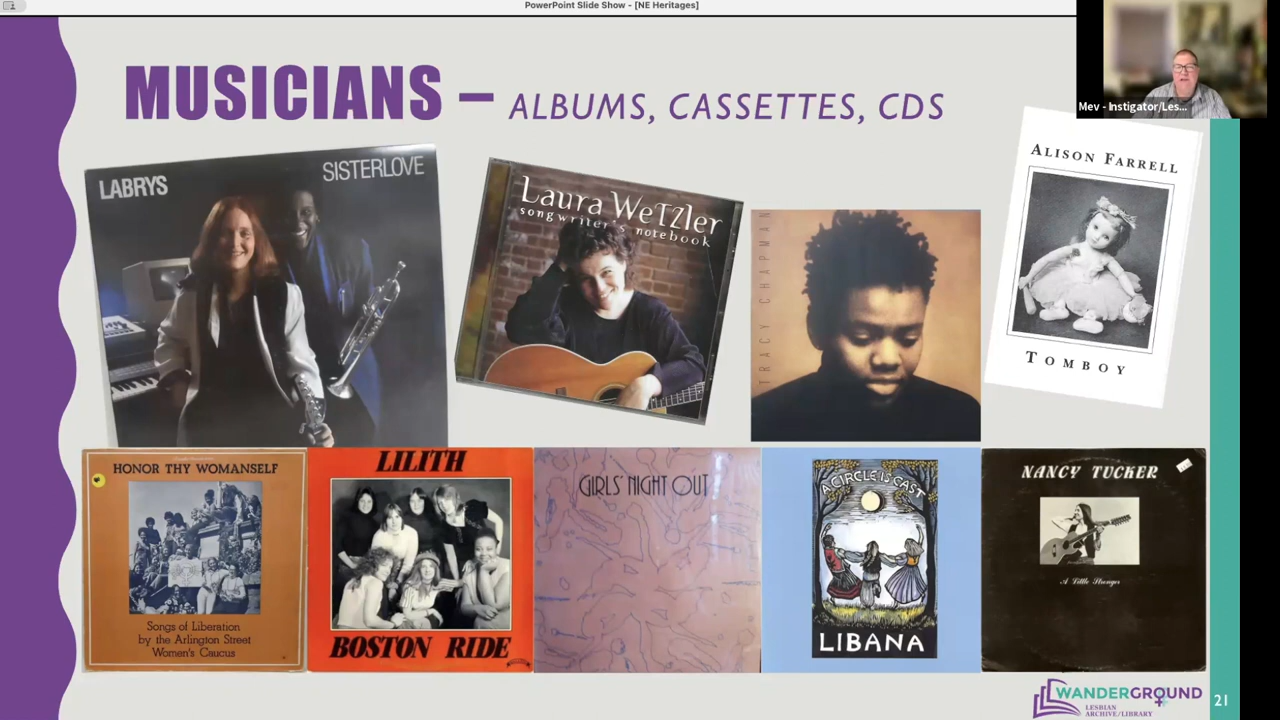 PowerPoint Slide Show - [NE Heritages]
MUSICIANS – ALBUMS, CASSETTES, CDS
Mev - Instigator/Les...
LABRYS
SISTERLOVE
Laura Wetzler
songwriter's notebook
TRACY CHAPMAN
ALISON FARRELL
TOMBOY
HONOR THY WOMANSELF
Songs of Liberation
by the Arlington Street
Women's Caucus
LILITH
BOSTON RIDE
GIRLS' NIGHT OUT
A CIRCLE IS CAST
LIBANA
NANCY TUCKER
A Little Stronger
WANDERGROUND
LESBIAN
ARCHIVE/LIBRARY
21